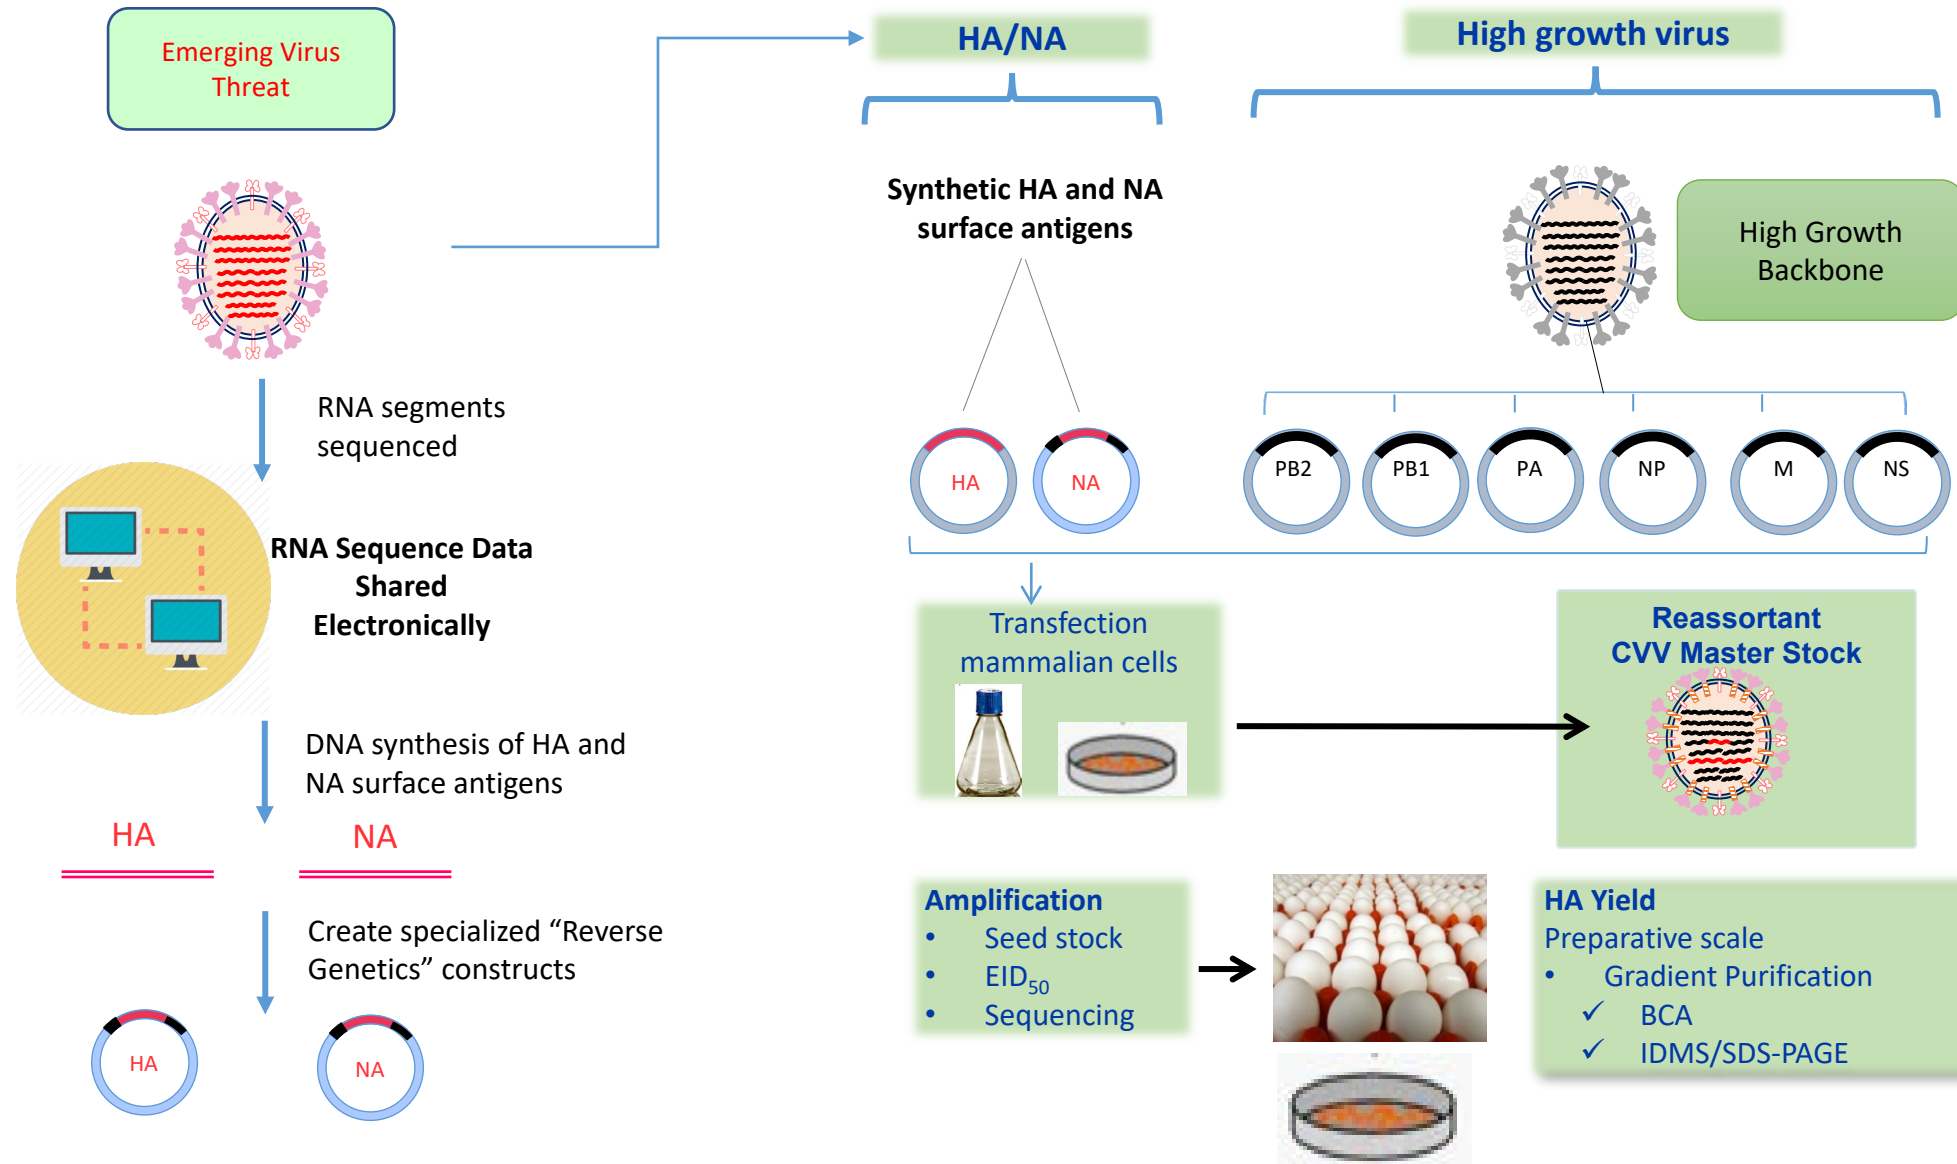 Emerging Virus
Threat
RNA segments
sequenced
RNA Sequence Data
Shared
Electronically
DNA synthesis of HA and
NA surface antigens
HA
NA
Create specialized “Reverse
Genetics” constructs
HA
NA
HA/NA
Synthetic HA and NA
surface antigens
HA
NA
High growth virus
High Growth
Backbone
PB2
PB1
PA
NP
M
NS
Transfection
mammalian cells
Reassortant
CVV Master Stock
Amplification
• Seed stock
• EID50
• Sequencing
HA Yield
Preparative scale
• Gradient Purification
✓ BCA
✓ IDMS/SDS-PAGE